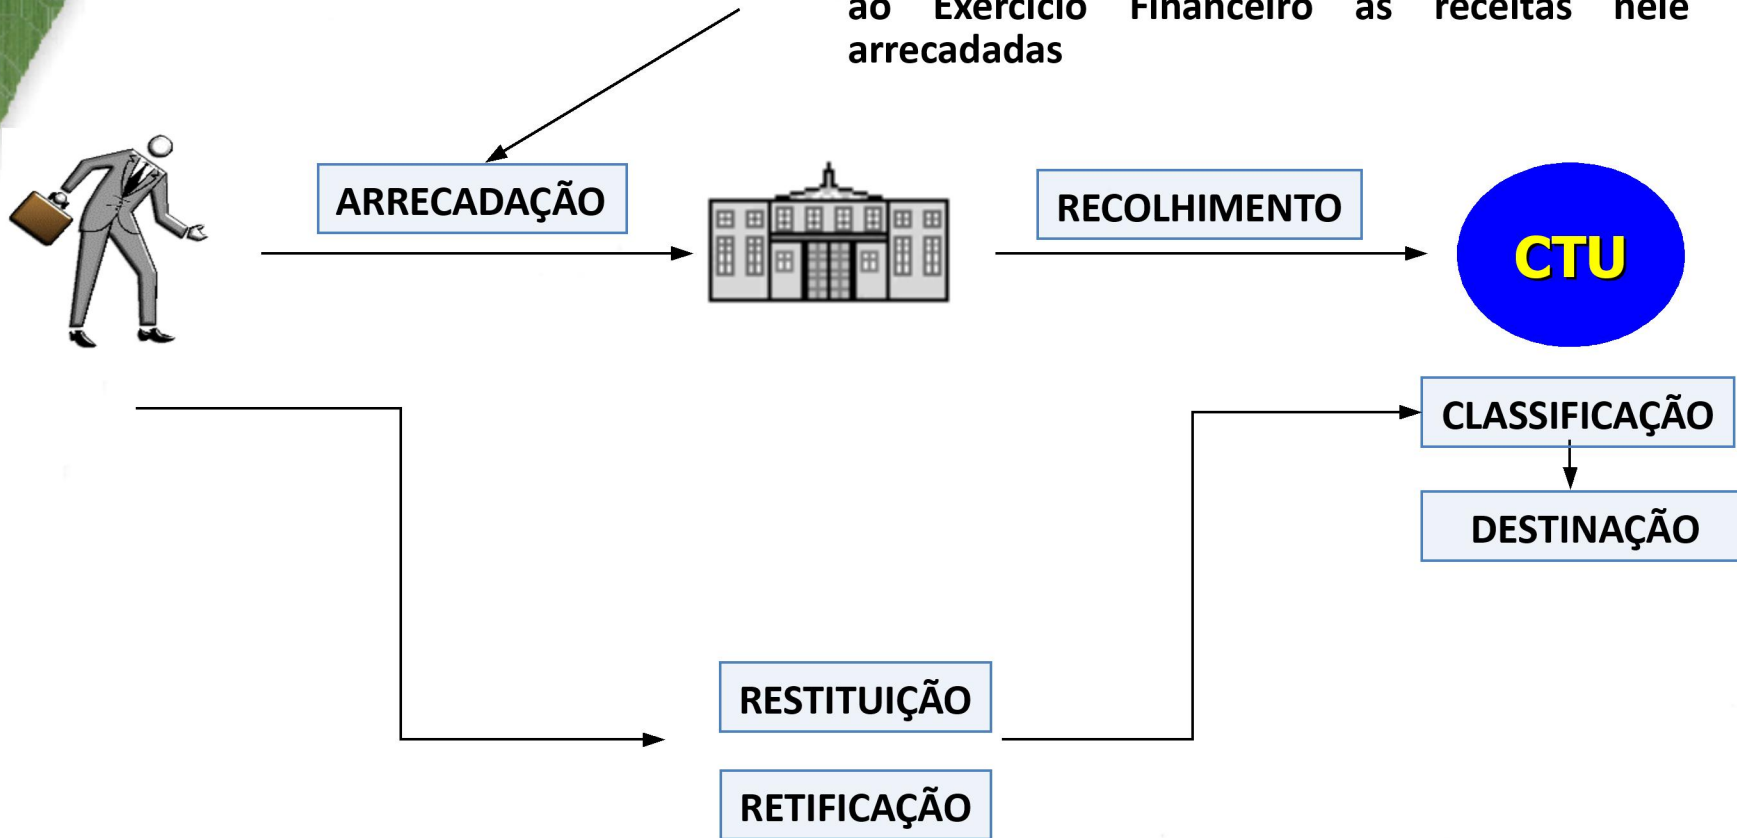 ao Exercício Financeiro as receitas nele
arrecadadas
ARRECADAÇÃO
RECOLHIMENTO
CTU
CLASSIFICAÇÃO
DESTINAÇÃO
RESTITUIÇÃO
RETIFICAÇÃO